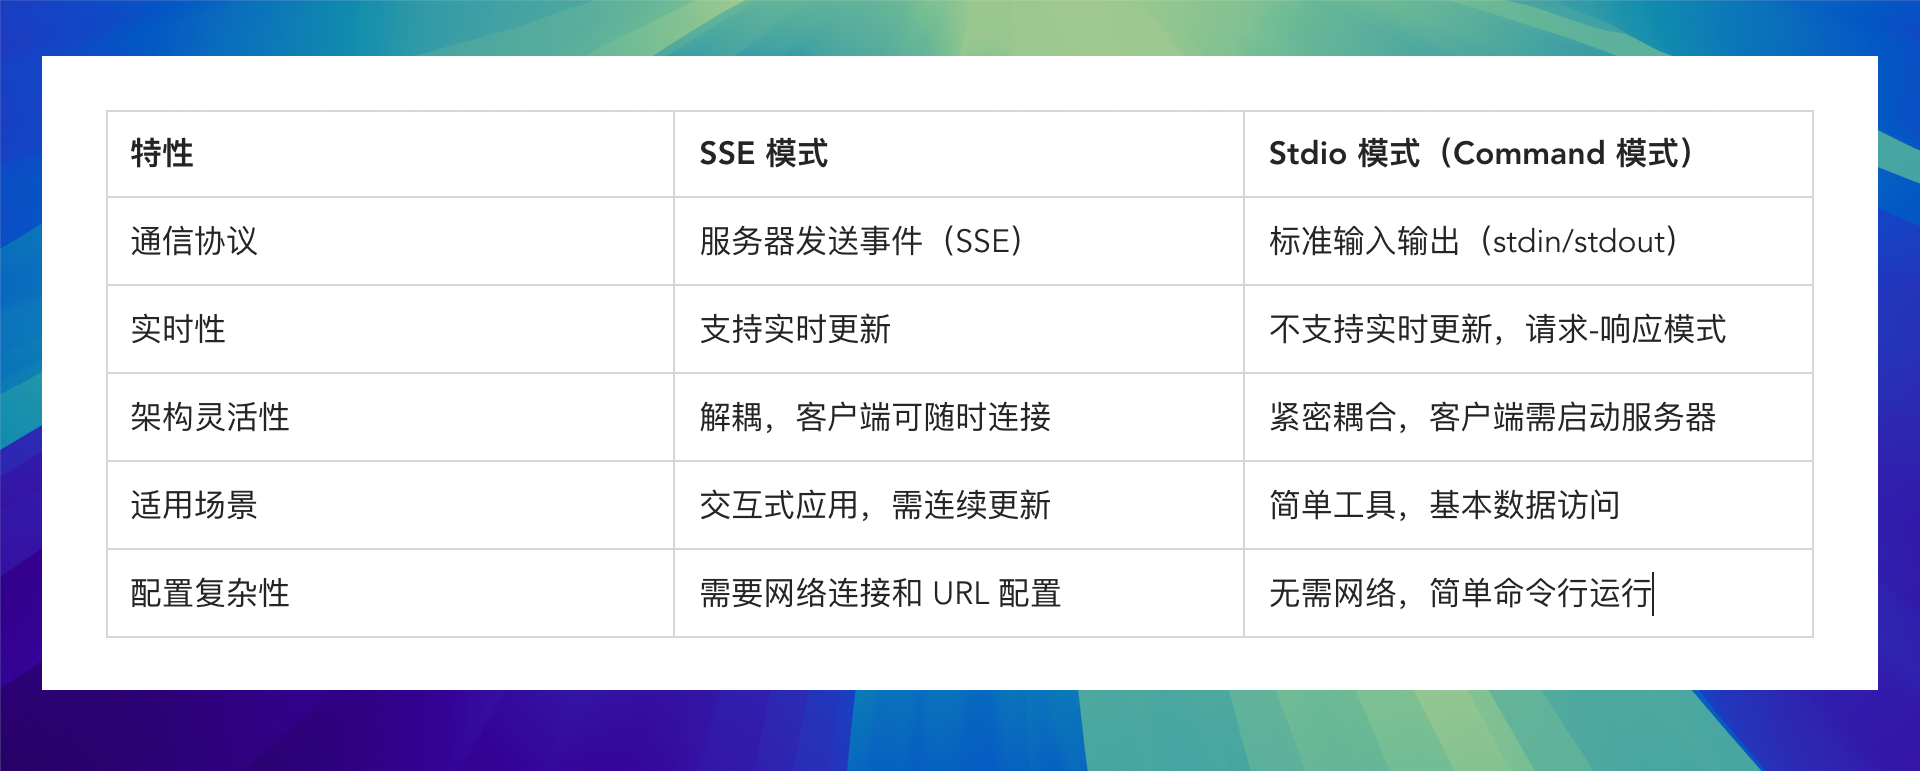 特性
SSE 模式
Stdio 模式（Command 模式）
通信协议
服务器发送事件（SSE）
标准输入输出（stdin/stdout）
实时性
支持实时更新
不支持实时更新，请求-响应模式
架构灵活性
解耦，客户端可随时连接
紧密耦合，客户端需启动服务器
适用场景
交互式应用，需连续更新
简单工具，基本数据访问
配置复杂性
需要网络连接和 URL 配置
无需网络，简单命令行运行